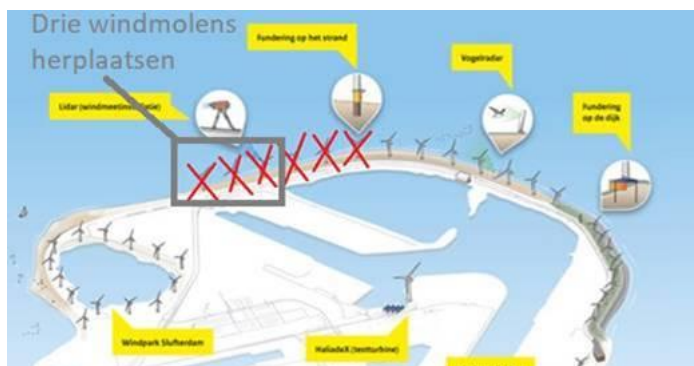 Drie windmolens
herplaatsen
Fundering op het strand
Vogelradar
Lidar (windmeetinstallatie)
Fundering
op de dijk
Windpark Slufterdam
HaliadeX (testturbine)